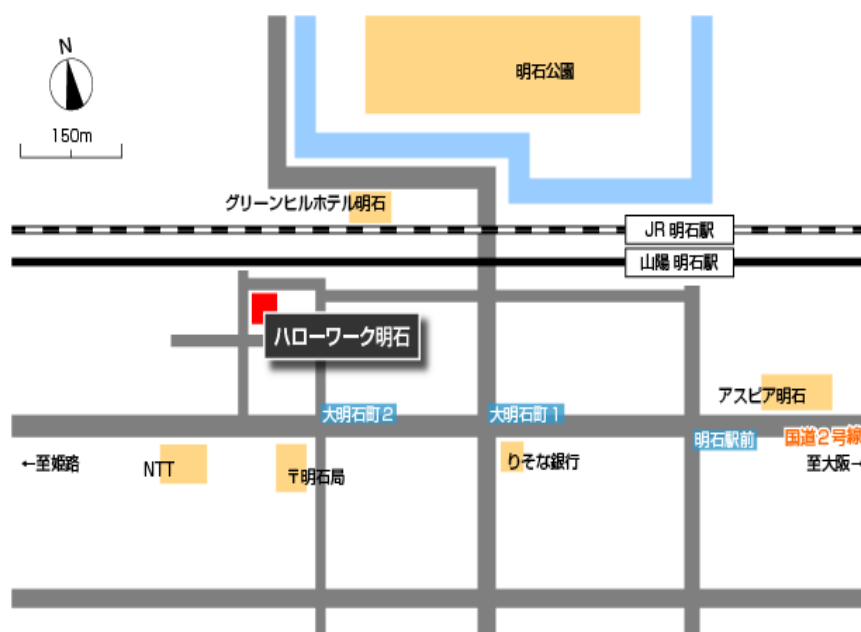 N
150m
明石公園
グリーンヒルホテル明石
JR 明石駅
山陽 明石駅
ハローワーク明石
アスピア明石
大明石町2
大明石町1
明石駅前
国道2号線
←至姫路
NTT
〒明石局
りそな銀行
至大阪→